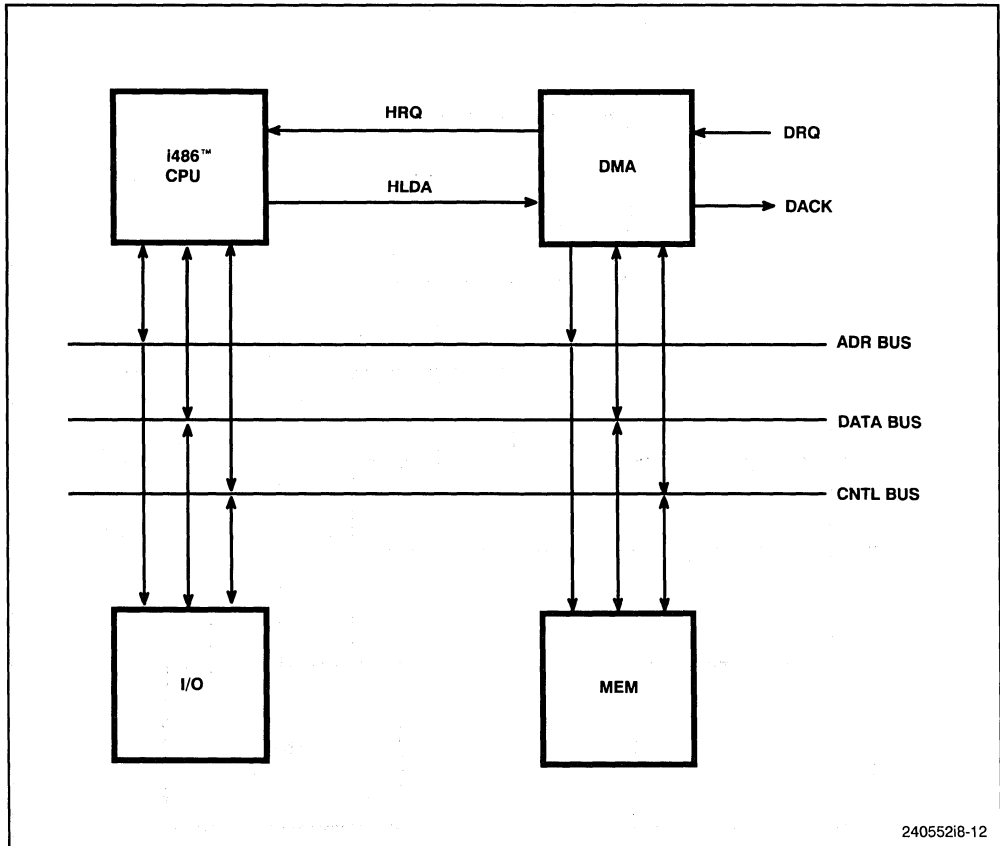 i486™
CPU
HRQ
HLDA
DMA
DRQ
DACK
ADR BUS
DATA BUS
CNTL BUS
I/O
MEM
240552i8-12